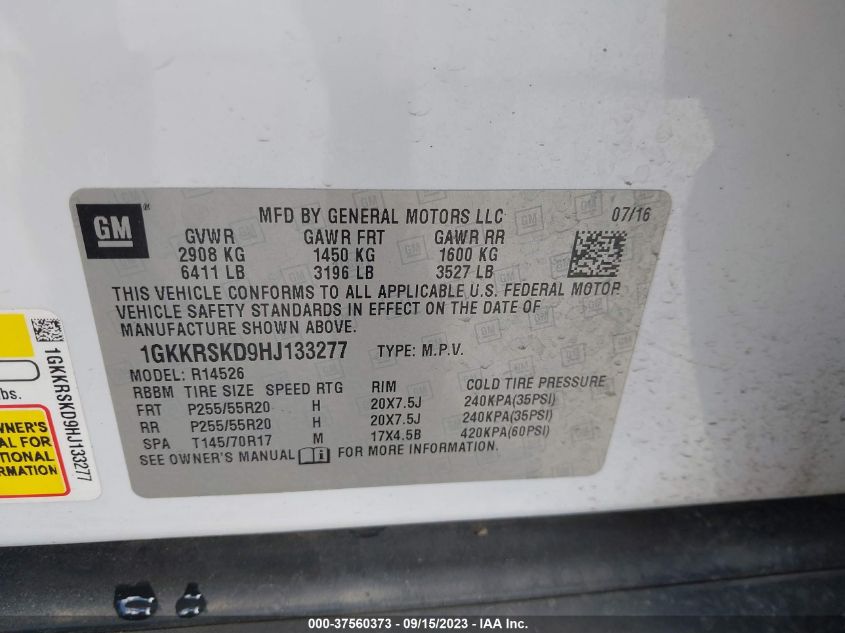 GM
MFD BY GENERAL MOTORS LLC 07/16
GVWR GAWR FRT GAWR RR
2908 KG 1450 KG 1600 KG
6411 LB 3196 LB 3527 LB
THIS VEHICLE CONFORMS TO ALL APPLICABLE U.S. FEDERAL MOTOR
VEHICLE SAFETY STANDARDS IN EFFECT ON THE DATE OF
MANUFACTURE SHOWN ABOVE.
1GKKRSKD9HJ133277 TYPE: M.P.V.
MODEL: R14526
RBBM TIRE SIZE SPEED RTG RIM COLD TIRE PRESSURE
FRT P255/55R20 H 20X7.5J 240KPA(35PSI)
RR P255/55R20 H 20X7.5J 240KPA(35PSI)
SPA T145/70R17 M 17X4.5B 420KPA(60PSI)
SEE OWNER'S MANUAL FOR MORE INFORMATION.
1GKKRSKD9HJ133277
lbs.
OWNER'S
AL FOR
TIONAL
RMATION
000-37560373 - 09/15/2023 - IAA Inc.